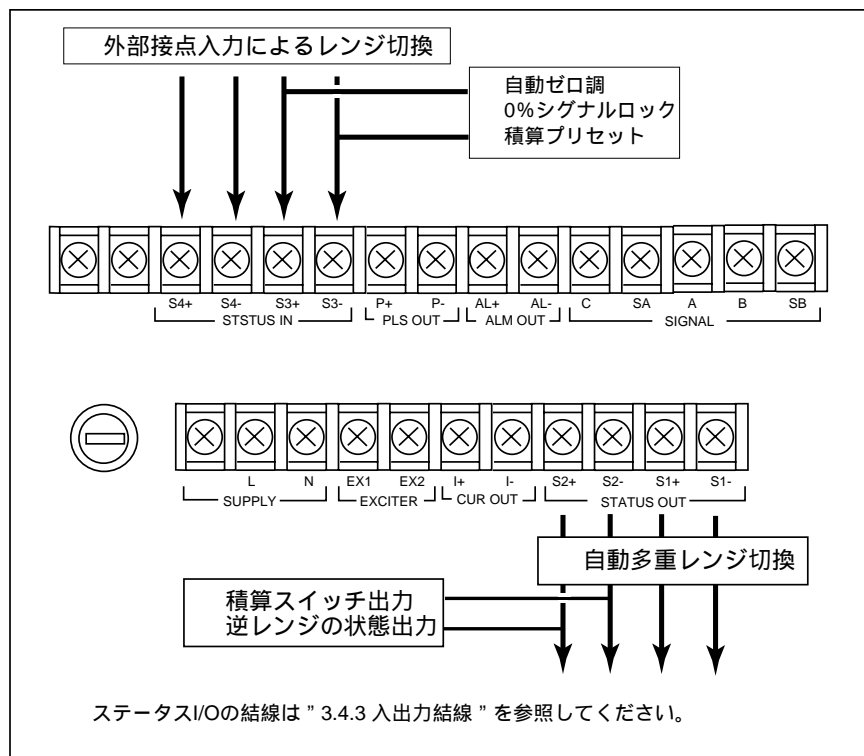 外部接点入力によるレンジ切換
自動ゼロ調
0%シグナルロック
積算プリセット
S4+ S4- S3+ S3- P+ P- AL+ AL- C SA A B SB
STSTUS IN PLS OUT ALM OUT SIGNAL
L N EX1 EX2 I+ I- S2+ S2- S1+ S1-
SUPPLY EXCITER CUR OUT STATUS OUT
自動多重レンジ切換
積算スイッチ出力
逆レンジの状態出力
ステータスI/Oの結線は ” 3.4.3 入出力結線 ” を参照してください。